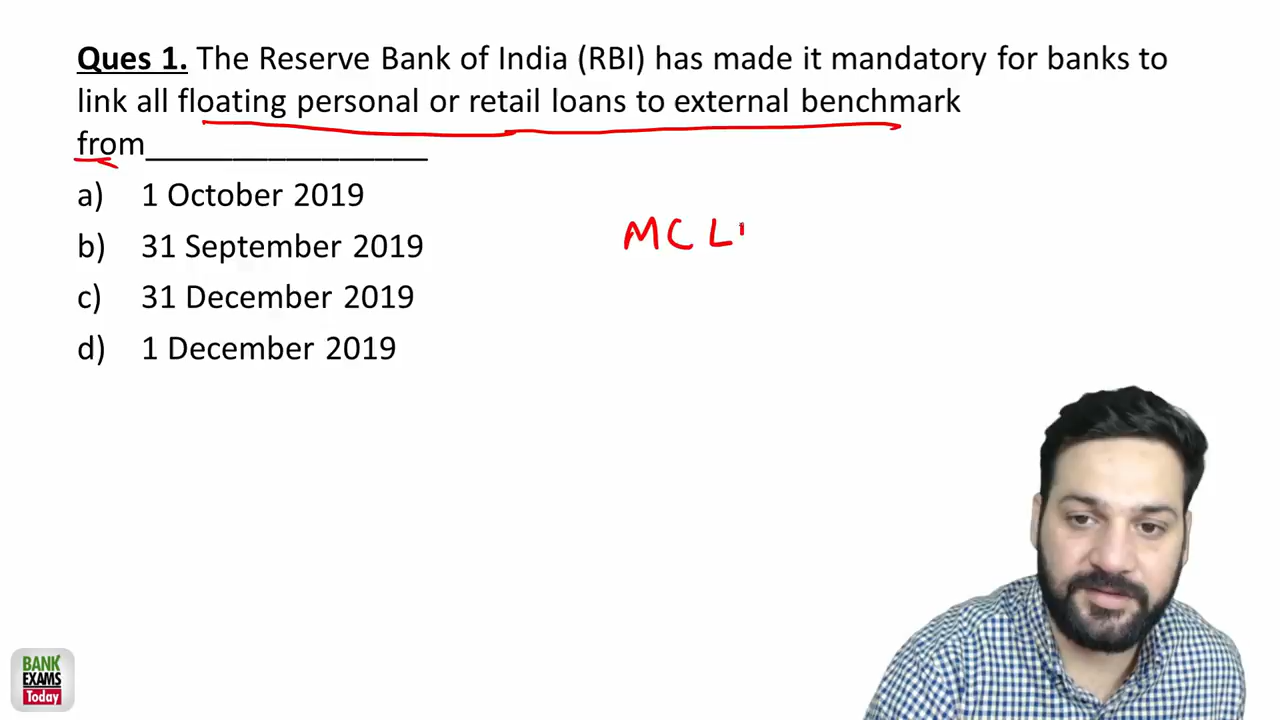 Ques 1. The Reserve Bank of India (RBI) has made it mandatory for banks to
link all floating personal or retail loans to external benchmark
from________________
a) 1 October 2019
b) 31 September 2019
c) 31 December 2019
d) 1 December 2019
MCL
BANK
EXAMS
Today